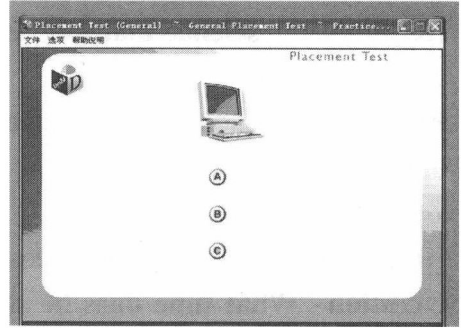 Placement Test (General) General Placement Test Practice...
文件 选项 帮助说明
Placement Test
A
B
C